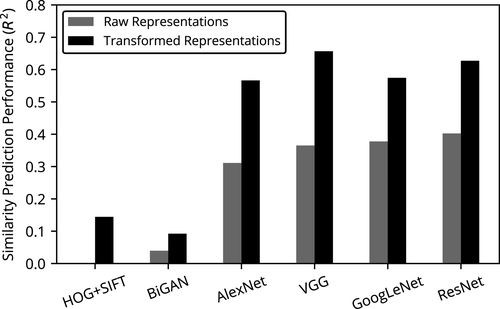 Similarity Prediction Performance (R²)
0.8
0.7
0.6
0.5
0.4
0.3
0.2
0.1
0.0
Raw Representations
Transformed Representations
HOG+SIFT
BiGAN
AlexNet
VGG
GoogLeNet
ResNet